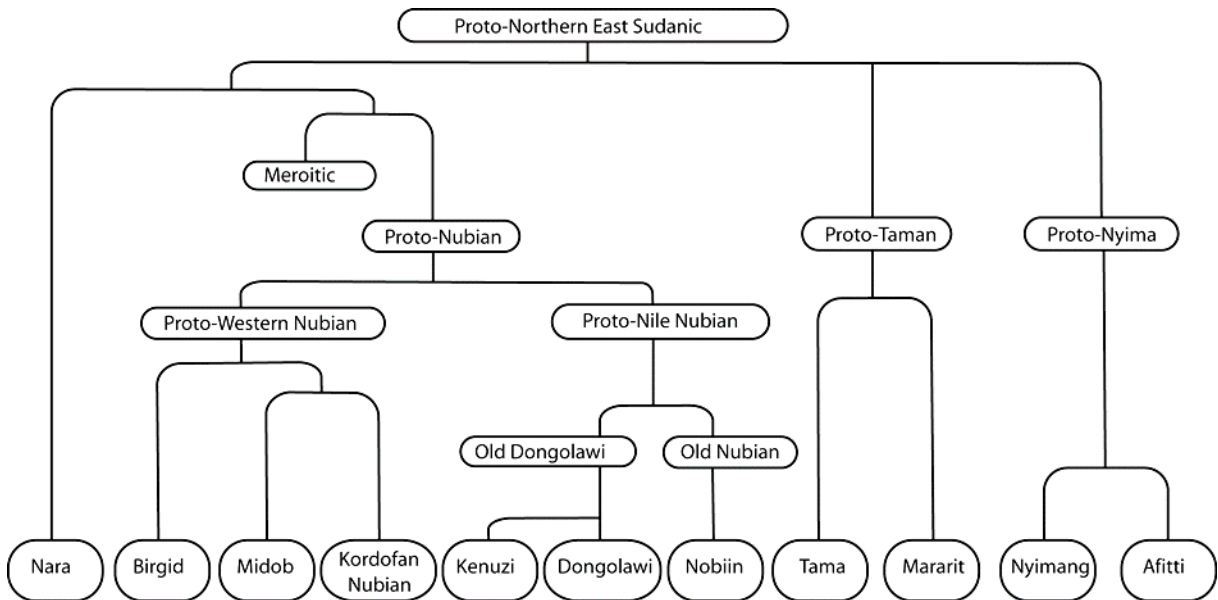 Proto-Northern East Sudanic
Meroitic
Proto-Nubian
Proto-Taman
Proto-Nyima
Proto-Western Nubian
Proto-Nile Nubian
Old Dongolawi
Old Nubian
Nara
Birgid
Midob
Kordofan
Nubian
Kenuzi
Dongolawi
Nobiin
Tama
Mararit
Nyimang
Afitti